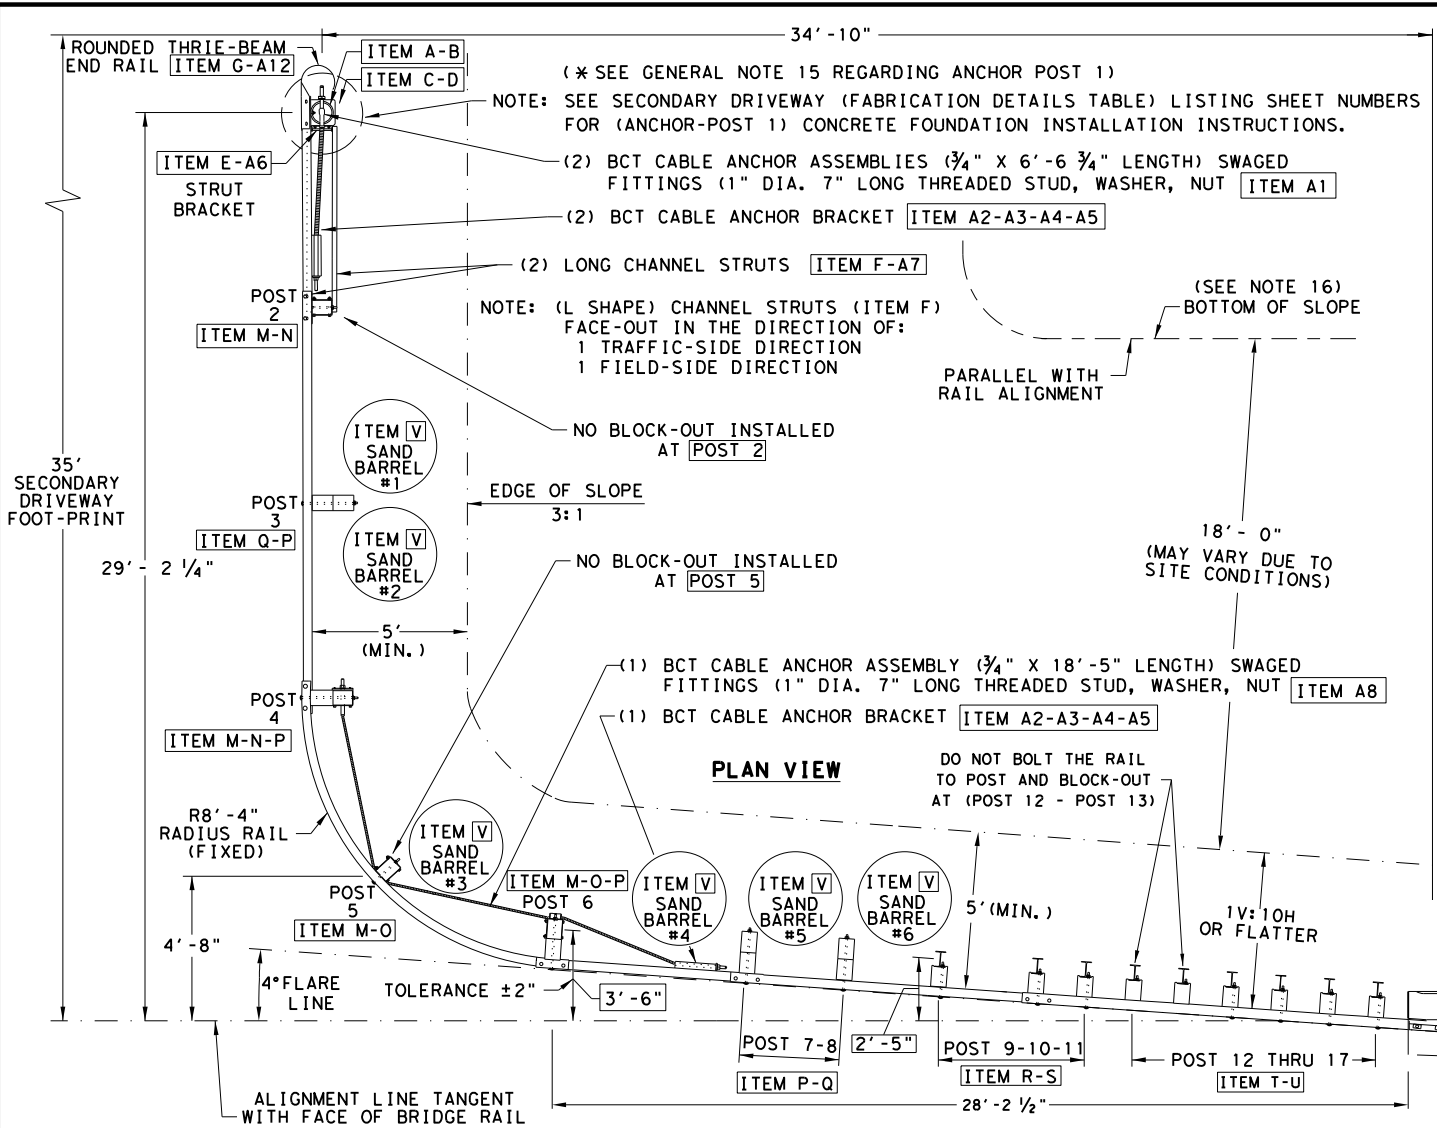 34'-10"
ROUNDED THRIE-BEAM
END RAIL ITEM G-A12
ITEM A-B
ITEM C-D
(* SEE GENERAL NOTE 15 REGARDING ANCHOR POST 1)
NOTE: SEE SECONDARY DRIVEWAY (FABRICATION DETAILS TABLE) LISTING SHEET NUMBERS
FOR (ANCHOR-POST 1) CONCRETE FOUNDATION INSTALLATION INSTRUCTIONS.
ITEM E-A6
STRUT
BRACKET
(2) BCT CABLE ANCHOR ASSEMBLIES (3/4" X 6'-6 3/4" LENGTH) SWAGED
FITTINGS (1" DIA. 7" LONG THREADED STUD, WASHER, NUT ITEM A1
(2) BCT CABLE ANCHOR BRACKET ITEM A2-A3-A4-A5
(2) LONG CHANNEL STRUTS ITEM F-A7
POST
2
ITEM M-N
NOTE: (L SHAPE) CHANNEL STRUTS (ITEM F)
FACE-OUT IN THE DIRECTION OF:
1 TRAFFIC-SIDE DIRECTION
1 FIELD-SIDE DIRECTION
(SEE NOTE 16)
BOTTOM OF SLOPE
PARALLEL WITH
RAIL ALIGNMENT
NO BLOCK-OUT INSTALLED
AT POST 2
ITEM V
SAND
BARREL
#1
35'
SECONDARY
DRIVEWAY
FOOT-PRINT
POST
3
ITEM Q-P
EDGE OF SLOPE
3:1
ITEM V
SAND
BARREL
#2
29'- 2 1/4"
NO BLOCK-OUT INSTALLED
AT POST 5
18'- 0"
(MAY VARY DUE TO
SITE CONDITIONS)
5'
(MIN.)
(1) BCT CABLE ANCHOR ASSEMBLY (3/4" X 18'-5" LENGTH) SWAGED
FITTINGS (1" DIA. 7" LONG THREADED STUD, WASHER, NUT ITEM A8
POST
4
ITEM M-N-P
(1) BCT CABLE ANCHOR BRACKET ITEM A2-A3-A4-A5
PLAN VIEW
DO NOT BOLT THE RAIL
TO POST AND BLOCK-OUT
AT (POST 12 - POST 13)
R8'-4"
RADIUS RAIL
(FIXED)
ITEM V
SAND
BARREL
#3
ITEM M-O-P
POST 6
ITEM V
SAND
BARREL
#4
ITEM V
SAND
BARREL
#5
ITEM V
SAND
BARREL
#6
5'(MIN.)
1V:10H
OR FLATTER
POST
5
ITEM M-O
4'-8"
4° FLARE
LINE
TOLERANCE ±2"
3'-6"
2'-5"
POST 7-8
ITEM P-Q
POST 9-10-11
ITEM R-S
POST 12 THRU 17
ITEM T-U
28'-2 1/2"
ALIGNMENT LINE TANGENT
WITH FACE OF BRIDGE RAIL